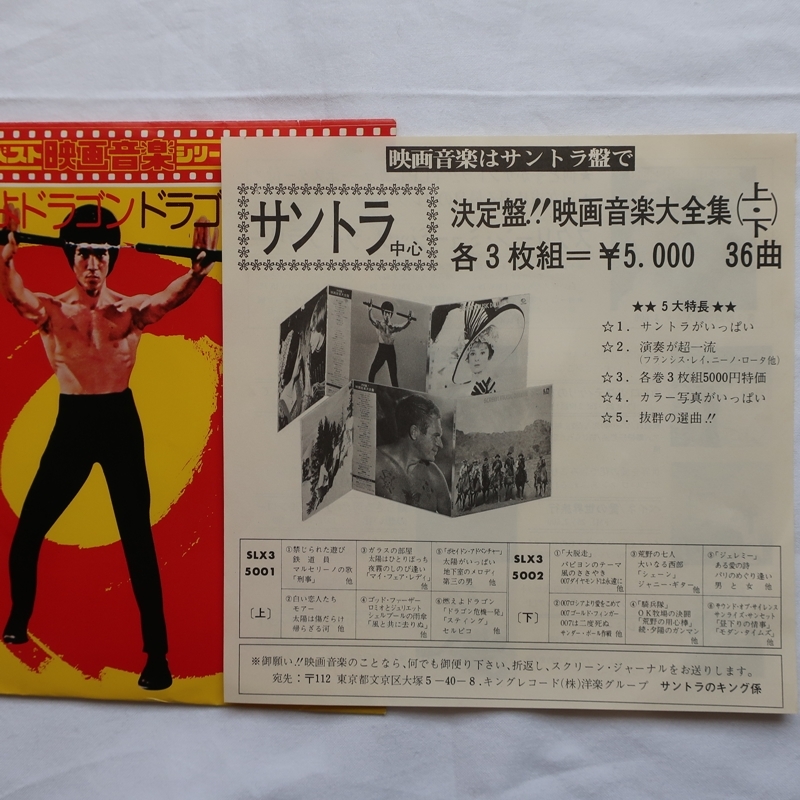 ベスト映画音楽シリー
ドラゴンドラゴ
映画音楽はサントラ盤で
サントラ中心
決定盤!!映画音楽大全集(上・下)
各3枚組=¥5.000 36曲
★★5大特長★★
☆1. サントラがいっぱい
☆2. 演奏が超一流
(フランシス・レイ、ニーノ・ロータ他)
☆3. 各巻3枚組5000円特価
☆4. カラー写真がいっぱい
☆5. 抜群の選曲!!
SLX3
5001
[上]
①禁じられた遊び
鉄道員
マルセリーノの歌
「刑事」 他
②白い恋人たち
モアー
太陽は傷だらけ
帰らざる河 他
③ガラスの部屋
太陽はひとりぼっち
夜霧のしのび逢い
「マイ・フェア・レディ」 他
④ゴッド・ファーザー
ロミオとジュリエット
シェルブールの雨傘
「風と共に去りぬ」 他
⑤「ポセイドン・アドベンチャー」
太陽がいっぱい
地下室のメロディ
第三の男 他
⑥燃えよドラゴン
「ドラゴン危機一発」
「スティング」
セルピコ 他
SLX3
5002
[下]
①「大脱走」
パピヨンのテーマ
風のささやき
007ダイヤモンドは永遠に 他
②007ロシアより愛をこめて
007ゴールド・フィンガー
007は二度死ぬ
サンダー・ボール作戦 他
③荒野の七人
大いなる西部
「シェーン」
ジャニー・ギター 他
④「騎兵隊」
OK牧場の決闘
「荒野の用心棒」
続・夕陽のガンマン 他
⑤「ジェレミー」
ある愛の詩
パリのめぐり逢い
男と女 他
⑥サウンド・オブ・サイレンス
サンライズ・サンセット
「昼下りの情事」
「モダン・タイムズ」 他
※御願い!!映画音楽のことなら、何でも御便り下さい、折返し、スクリーン・ジャーナルをお送りします。
宛先:〒112 東京都文京区大塚5-40-8. キングレコード(株)洋楽グループ サントラのキング係